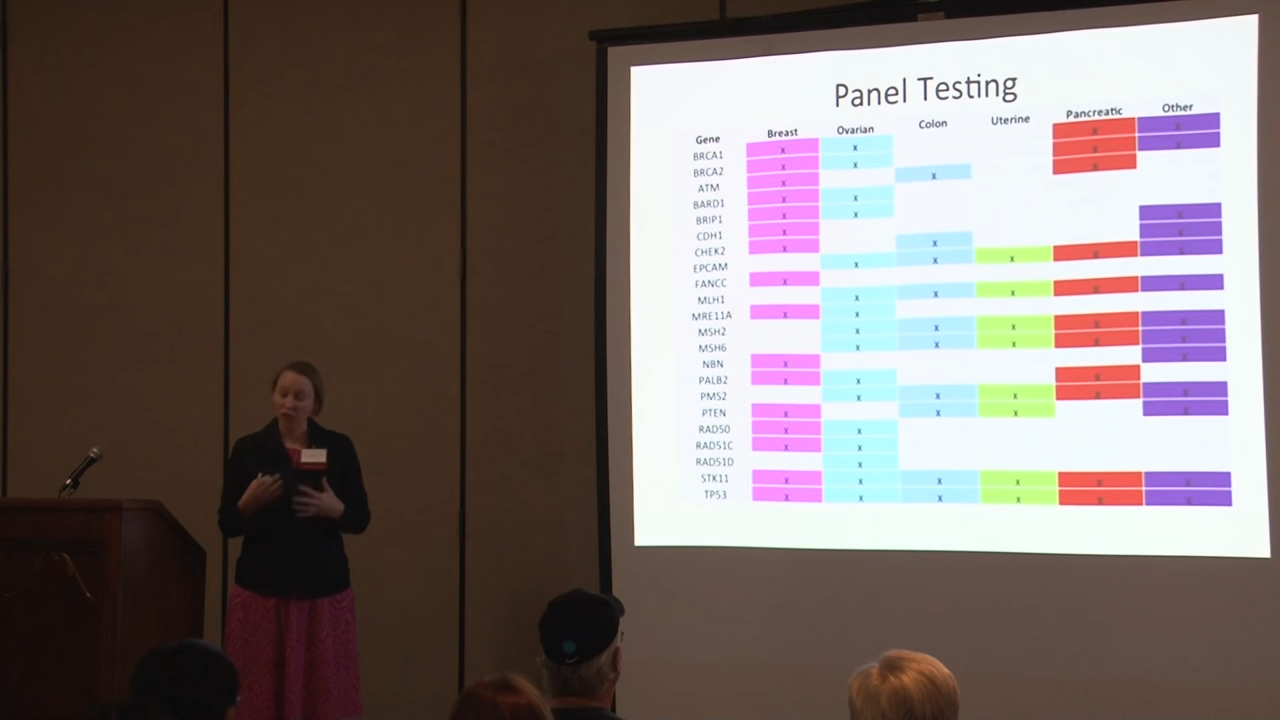 Panel Testing
Gene Breast Ovarian Colon Uterine Pancreatic Other
BRCA1 x x x x
BRCA2 x x x x
ATM x x x
BARD1 x x
BRIP1 x x
CDH1 x x
CHEK2 x x x
EPCAM x x x x x
FANCC x
MLH1 x x x x x
MRE11A x x
MSH2 x x x x x
MSH6 x x x x x
NBN x x
PALB2 x x x
PMS2 x x x x x
PTEN x x x x
RAD50 x x
RAD51C x x
RAD51D x
STK11 x x x x x x
TP53 x x x x x x